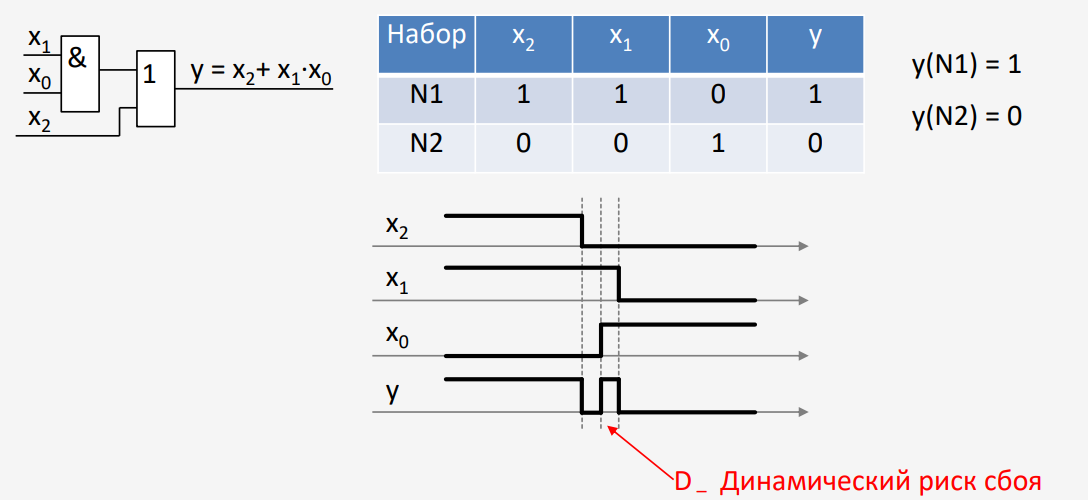 x₁
x₀
x₂
&
1
y = x₂+ x₁·x₀
Набор x₂ x₁ x₀ y
N1 1 1 0 1
N2 0 0 1 0
y(N1) = 1
y(N2) = 0
x₂
x₁
x₀
y
D_ Динамический риск сбоя